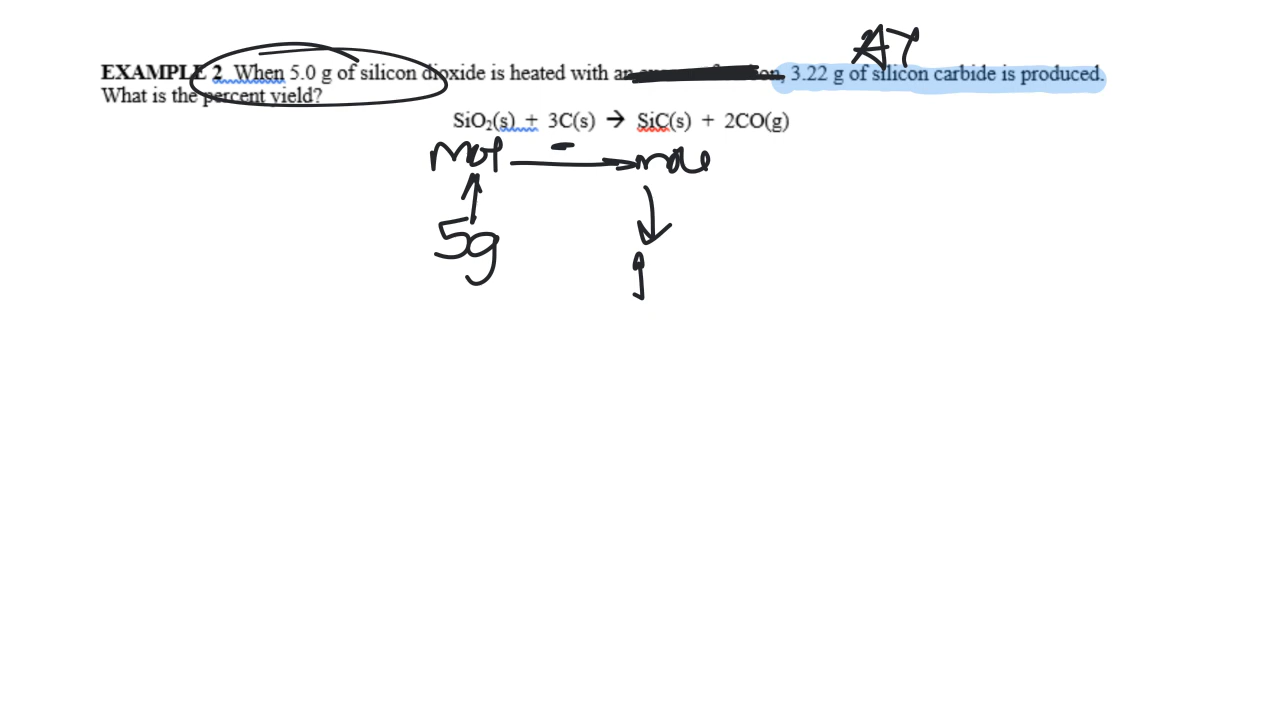 AY
EXAMPLE 2 When 5.0 g of silicon dioxide is heated with an 3.22 g of silicon carbide is produced.
What is the percent yield?
SiO₂(s) + 3C(s) → SiC(s) + 2CO(g)
mol → mole
5g g